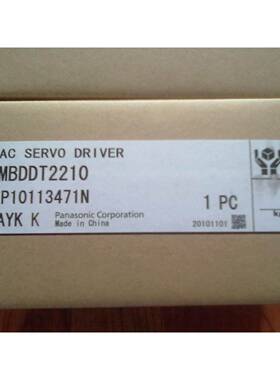 AC SERVO DRIVER
MBDDT2210
P10113471N
1 PC
AYK K
Panasonic Corporation
Made in China
20101101